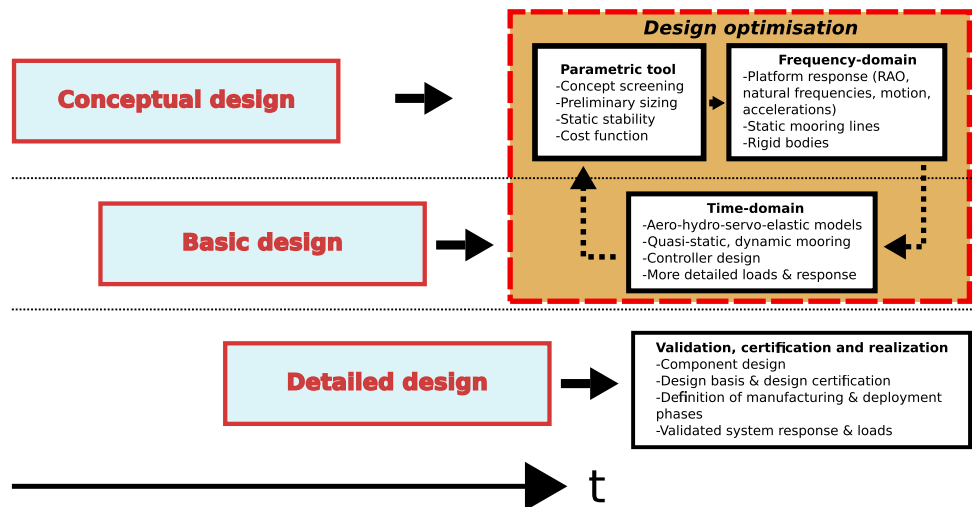 Design optimisation
Conceptual design
Parametric tool
-Concept screening
-Preliminary sizing
-Static stability
-Cost function
Frequency-domain
-Platform response (RAO,
natural frequencies, motion,
accelerations)
-Static mooring lines
-Rigid bodies
Basic design
Time-domain
-Aero-hydro-servo-elastic models
-Quasi-static, dynamic mooring
-Controller design
-More detailed loads & response
Detailed design
Validation, certification and realization
-Component design
-Design basis & design certification
-Definition of manufacturing & deployment
phases
-Validated system response & loads
t